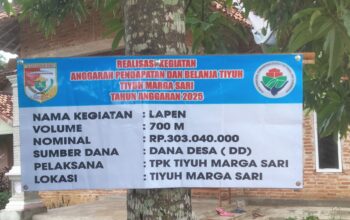 REALISASI KEGIATAN
ANGGARAN PENDAPATAN DAN BELANJA TIYUH
TIYUH MARGA SARI
TAHUN ANGGARAN 2025
NAMA KEGIATAN : LAPEN
VOLUME : 700 M
NOMINAL : RP.303.040.000
SUMBER DANA : DANA DESA ( DD)
PELAKSANA : TPK TIYUH MARGA SARI
LOKASI : TIYUH MARGA SARI